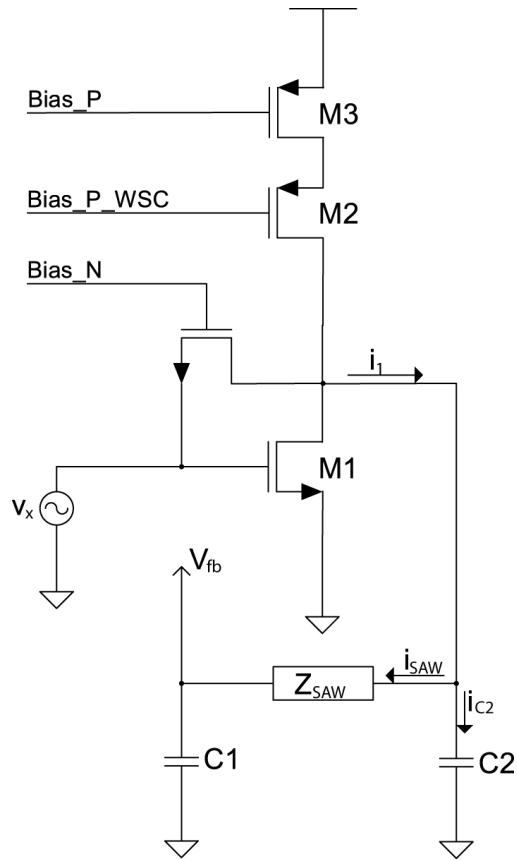 Bias_P
M3
Bias_P_WSC
M2
Bias_N
i1
M1
vx
Vfb
iSAW
ZSAW
iC2
C1
C2